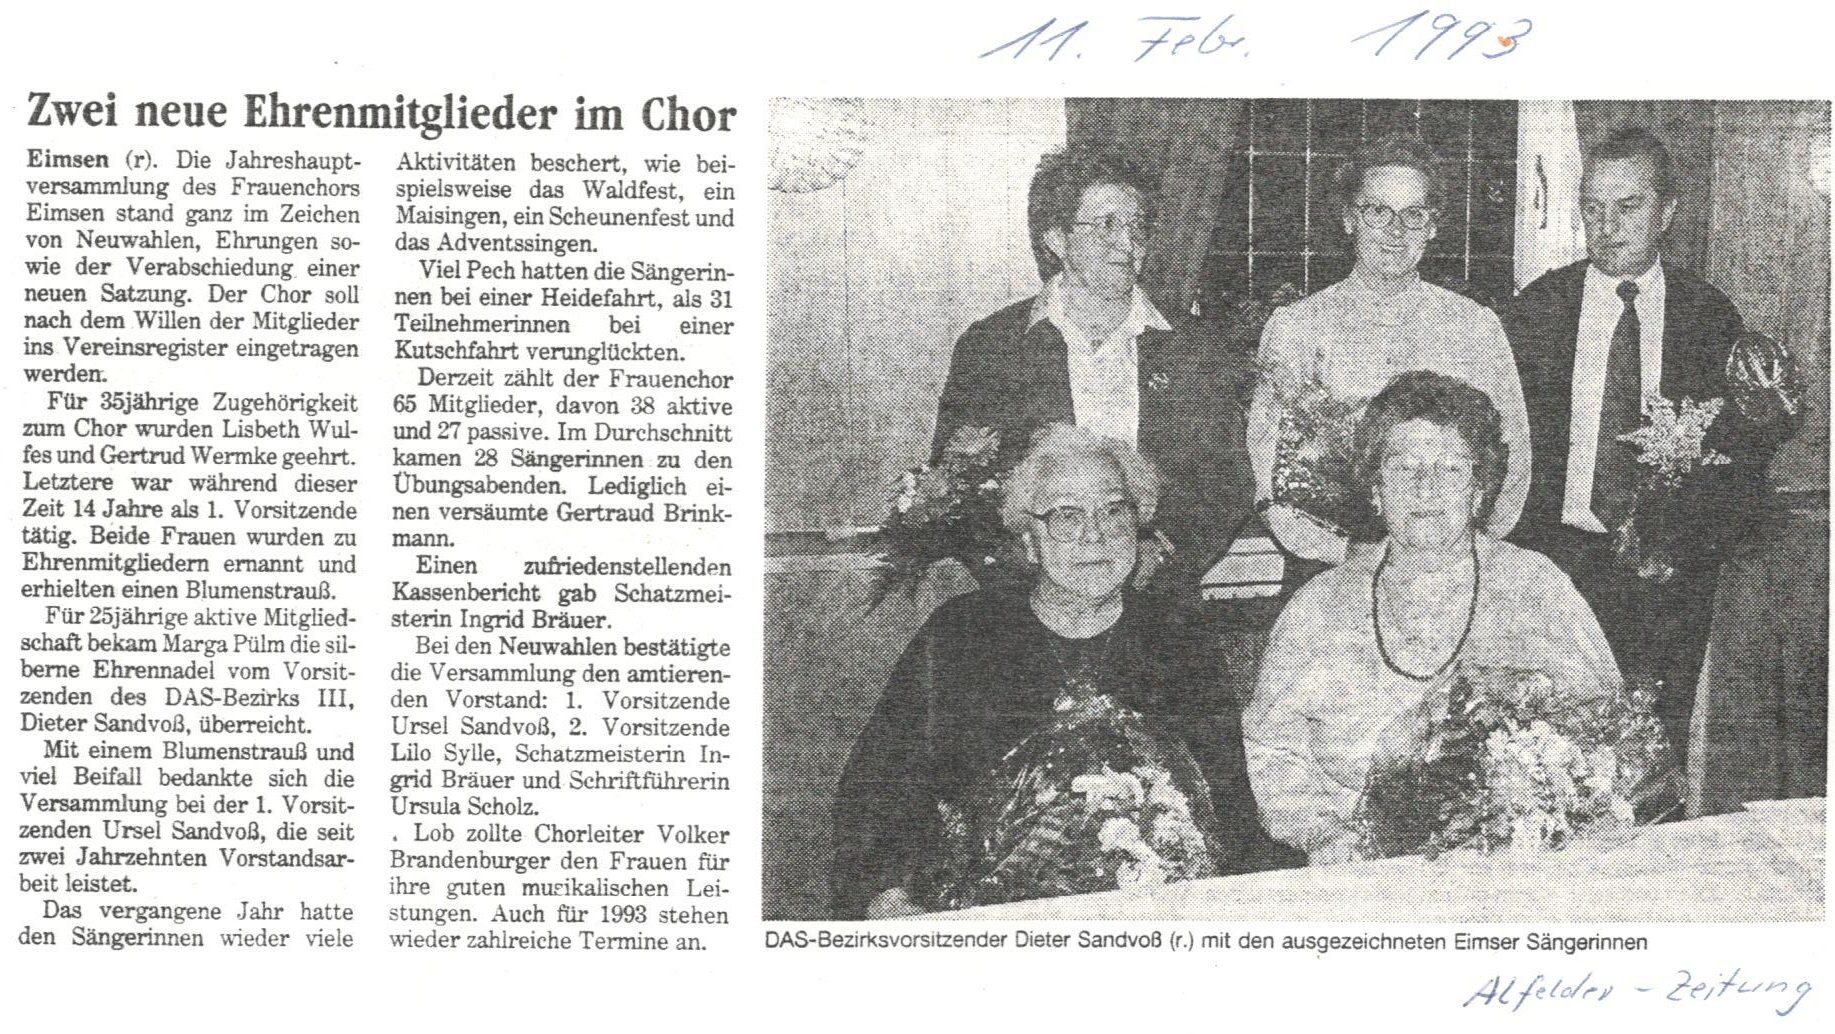 11. Febr. 1993
Zwei neue Ehrenmitglieder im Chor
Eimsen (r). Die Jahreshaupt-
versammlung des Frauenchors
Eimsen stand ganz im Zeichen
von Neuwahlen, Ehrungen so-
wie der Verabschiedung einer
neuen Satzung. Der Chor soll
nach dem Willen der Mitglieder
ins Vereinsregister eingetragen
werden.
Für 35jährige Zugehörigkeit
zum Chor wurden Lisbeth Wul-
fes und Gertrud Wermke geehrt.
Letztere war während dieser
Zeit 14 Jahre als 1. Vorsitzende
tätig. Beide Frauen wurden zu
Ehrenmitgliedern ernannt und
erhielten einen Blumenstrauß.
Für 25jährige aktive Mitglied-
schaft bekam Marga Pülm die sil-
berne Ehrennadel vom Vorsit-
zenden des DAS-Bezirks III,
Dieter Sandvoß, überreicht.
Mit einem Blumenstrauß und
viel Beifall bedankte sich die
Versammlung bei der 1. Vorsit-
zenden Ursel Sandvoß, die seit
zwei Jahrzehnten Vorstandsar-
beit leistet.
Das vergangene Jahr hatte
den Sängerinnen wieder viele
Aktivitäten beschert, wie bei-
spielsweise das Waldfest, ein
Maisingen, ein Scheunenfest und
das Adventssingen.
Viel Pech hatten die Sängerin-
nen bei einer Heidefahrt, als 31
Teilnehmerinnen bei einer
Kutschfahrt verunglückten.
Derzeit zählt der Frauenchor
65 Mitglieder, davon 38 aktive
und 27 passive. Im Durchschnitt
kamen 28 Sängerinnen zu den
Übungsabenden. Lediglich ei-
nen versäumte Gertraud Brink-
mann.
Einen zufriedenstellenden
Kassenbericht gab Schatzmei-
sterin Ingrid Bräuer.
Bei den Neuwahlen bestätigte
die Versammlung den amtieren-
den Vorstand: 1. Vorsitzende
Ursel Sandvoß, 2. Vorsitzende
Lilo Sylle, Schatzmeisterin In-
grid Bräuer und Schriftführerin
Ursula Scholz.
Lob zollte Chorleiter Volker
Brandenburger den Frauen für
ihre guten musikalischen Lei-
stungen. Auch für 1993 stehen
wieder zahlreiche Termine an.
DAS-Bezirksvorsitzender Dieter Sandvoß (r.) mit den ausgezeichneten Eimser Sängerinnen
Alfelder - Zeitung